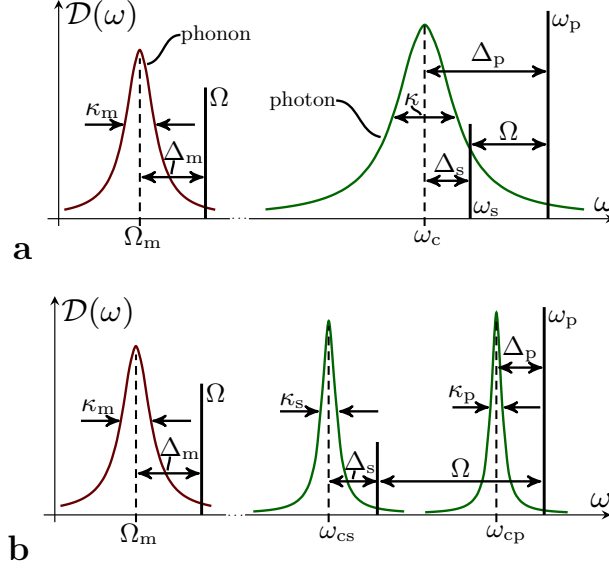 𝒟(ω)
phonon
ω_p
κ_m
Ω
Δ_p
photon
κ
Ω
Δ_m
Δ_s
Ω_m
ω_c
ω_s
ω
a
𝒟(ω)
ω_p
Δ_p
κ_m
Ω
κ_s
κ_p
Δ_m
Δ_s
Ω
Ω_m
ω_cs
ω_cp
ω
b